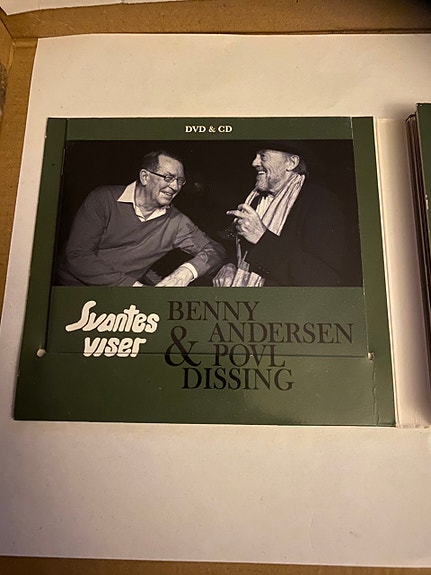 DVD & CD
Svantes
viser
BENNY
ANDERSEN
& POVL
DISSING